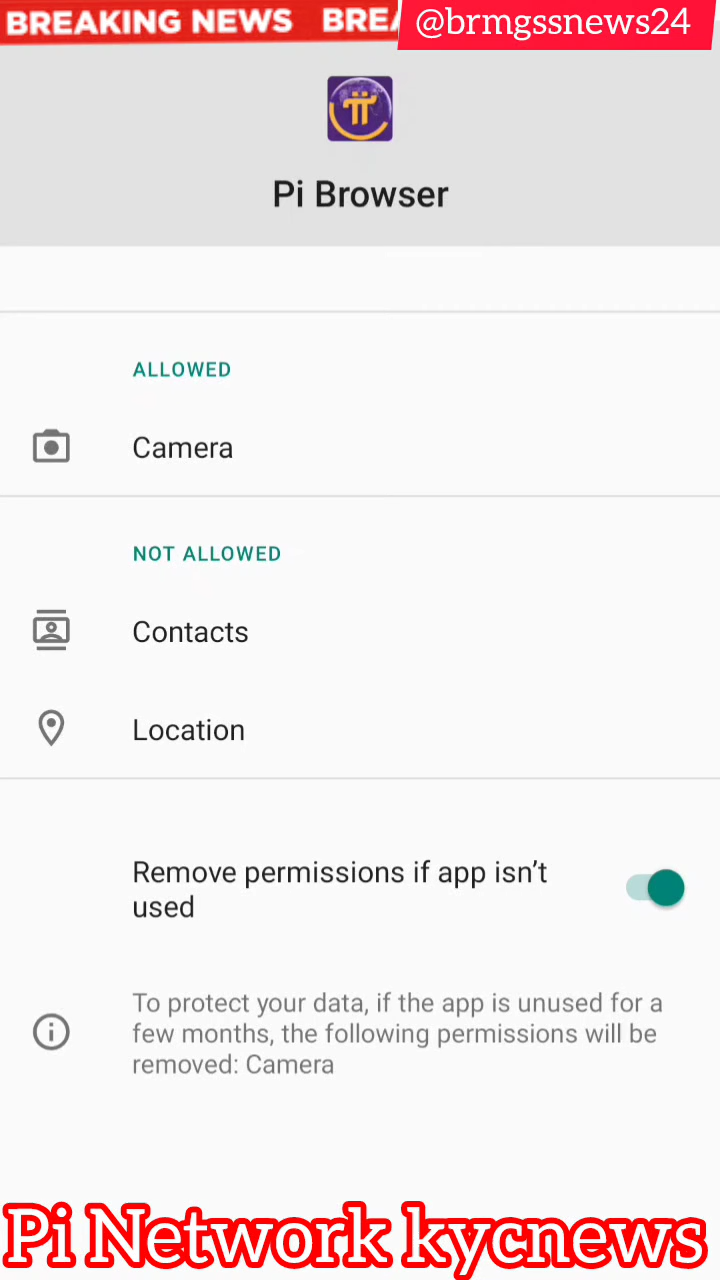 BREAKING NEWS BREA
@brmgssnews24
Pi Browser
ALLOWED
Camera
NOT ALLOWED
Contacts
Location
Remove permissions if app isn’t
used
To protect your data, if the app is unused for a
few months, the following permissions will be
removed: Camera
Pi Network kycnews